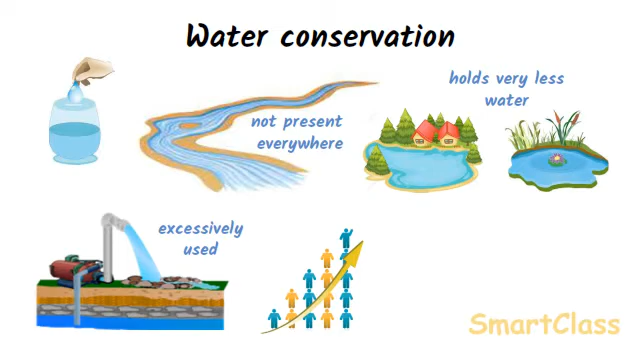 Water conservation
holds very less
water
not present
everywhere
excessively
used
SmartClass